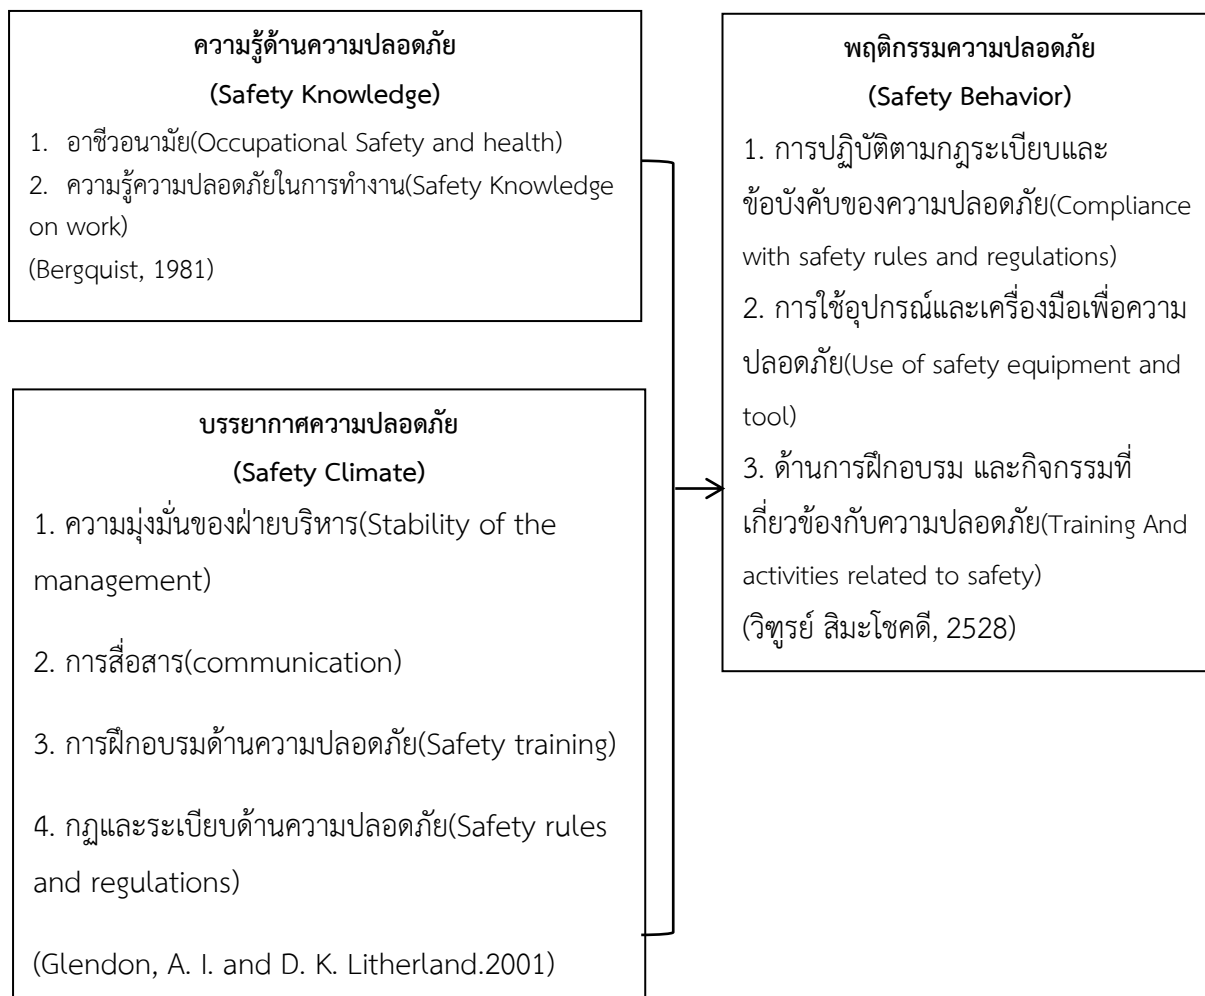 ความรู้ด้านความปลอดภัย
(Safety Knowledge)
1. อาชีวอนามัย(Occupational Safety and health)
2. ความรู้ความปลอดภัยในการทำงาน(Safety Knowledge
on work)
(Bergquist, 1981)
บรรยากาศความปลอดภัย
(Safety Climate)
1. ความมุ่งมั่นของฝ่ายบริหาร(Stability of the
management)
2. การสื่อสาร(communication)
3. การฝึกอบรมด้านความปลอดภัย(Safety training)
4. กฏและระเบียบด้านความปลอดภัย(Safety rules
and regulations)
(Glendon, A. I. and D. K. Litherland.2001)
พฤติกรรมความปลอดภัย
(Safety Behavior)
1. การปฏิบัติตามกฎระเบียบและ
ข้อบังคับของความปลอดภัย(Compliance
with safety rules and regulations)
2. การใช้อุปกรณ์และเครื่องมือเพื่อความ
ปลอดภัย(Use of safety equipment and
tool)
3. ด้านการฝึกอบรม และกิจกรรมที่
เกี่ยวข้องกับความปลอดภัย(Training And
activities related to safety)
(วิฑูรย์ สิมะโชคดี, 2528)